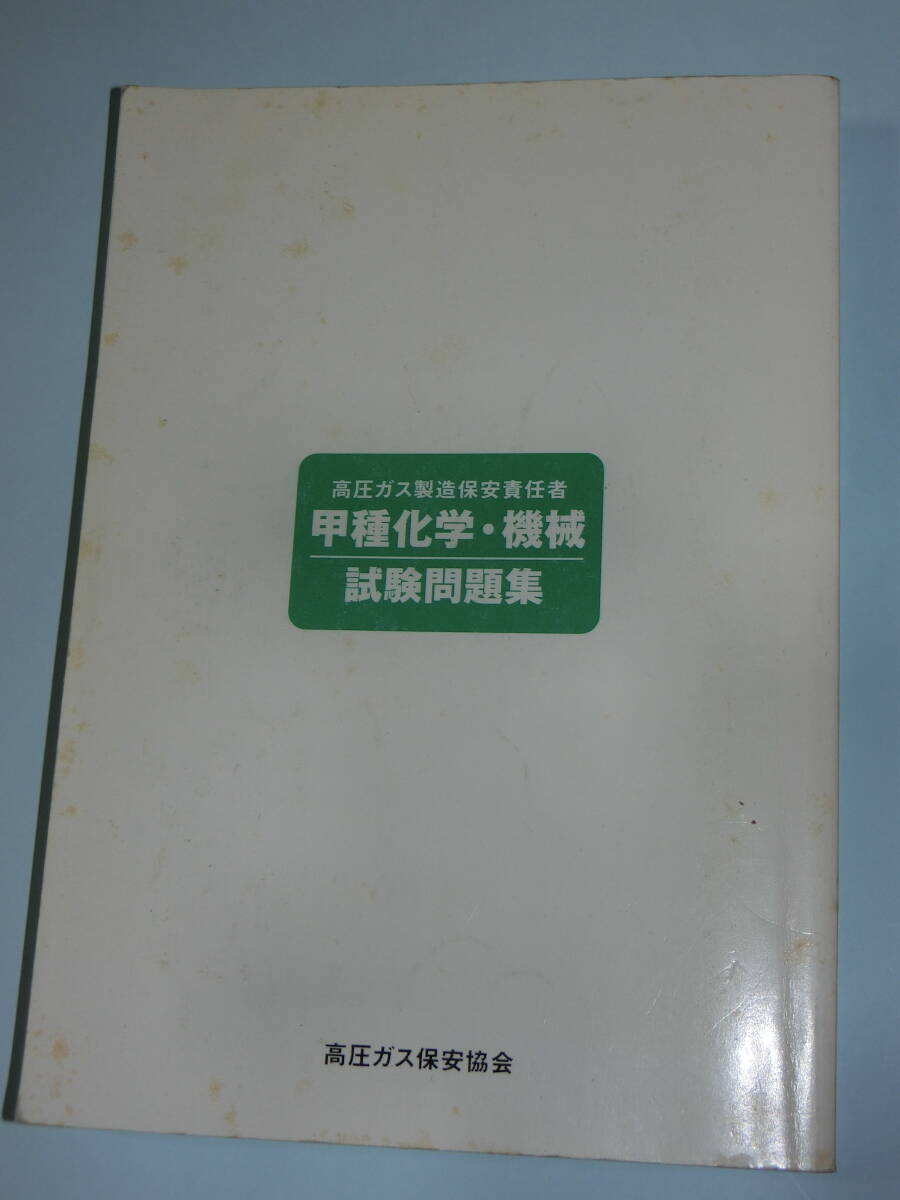 高圧ガス製造保安責任者
甲種化学・機械
試験問題集
高圧ガス保安協会